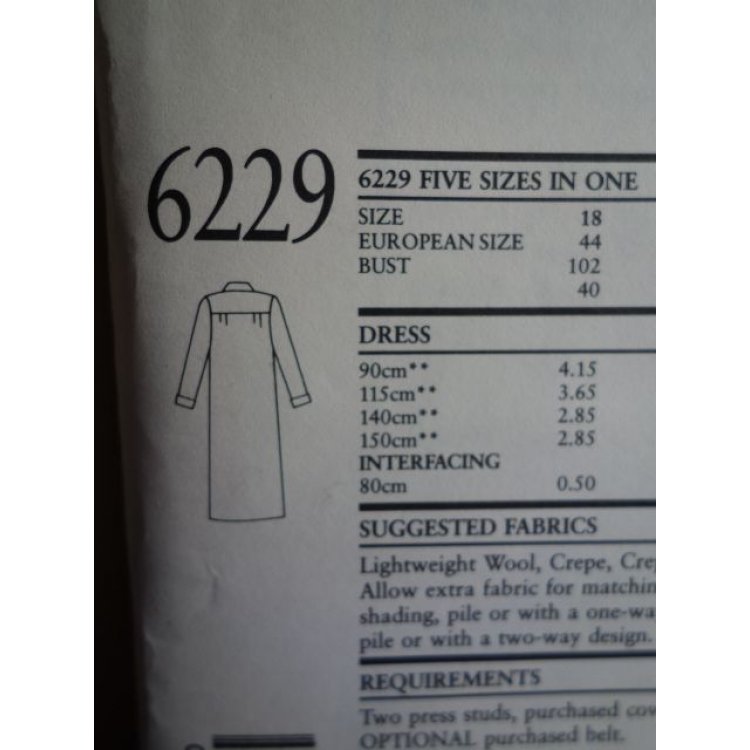 6229
6229 FIVE SIZES IN ONE
SIZE 18
EUROPEAN SIZE 44
BUST 102
40
DRESS
90cm** 4.15
115cm** 3.65
140cm** 2.85
150cm** 2.85
INTERFACING
80cm 0.50
SUGGESTED FABRICS
Lightweight Wool, Crepe,
Allow extra fabric for
shading, pile or with a
pile or with a two-way design.
REQUIREMENTS
Two press studs, purchased
OPTIONAL purchased belt.